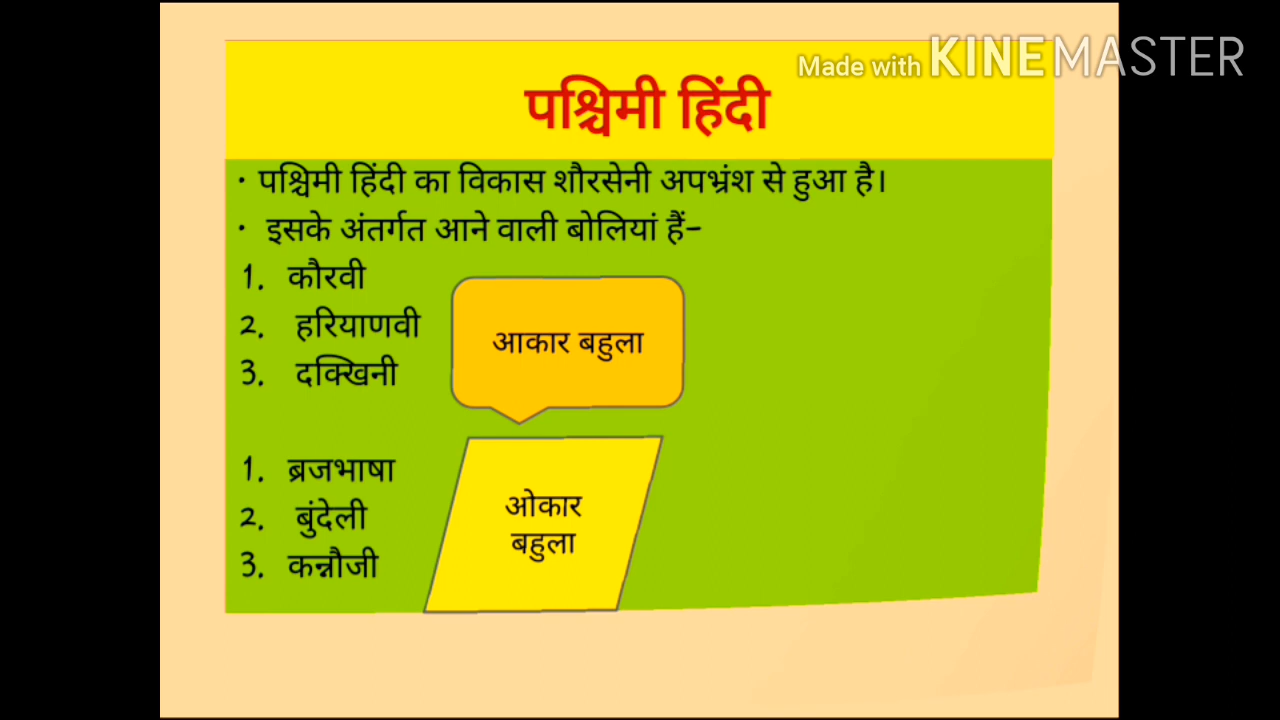 Made with KINEMASTER
पश्चिमी हिंदी
· पश्चिमी हिंदी का विकास शौरसेनी अपभ्रंश से हुआ है।
· इसके अंतर्गत आने वाली बोलियां हैं-
1. कौरवी
2. हरियाणवी
3. दक्खिनी
आकार बहुला
1. ब्रजभाषा
2. बुंदेली
3. कन्नौजी
ओकार
बहुला